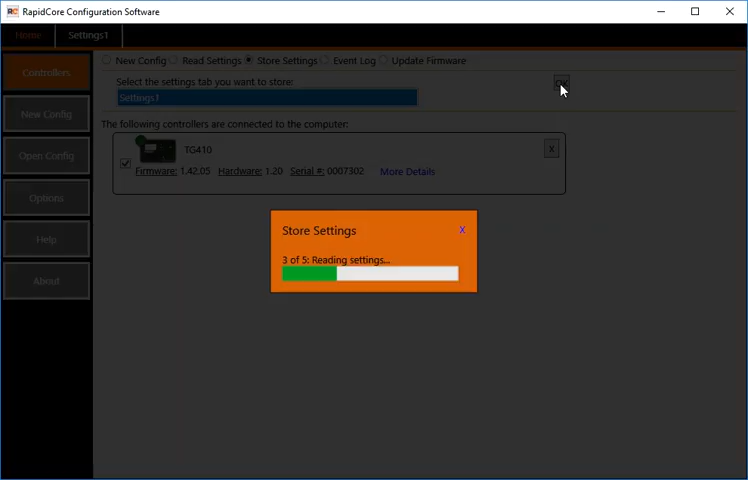 RC RapidCore Configuration Software
Home Settings1
Controllers
New Config
Open Config
Options
Help
About
New Config Read Settings Store Settings Event Log Update Firmware
Select the settings tab you want to store:
Settings1
OK
The following controllers are connected to the computer:
TG410
X
Firmware: 1.42.05 Hardware: 1.20 Serial #: 0007302 More Details
Store Settings X
3 of 5: Reading settings...